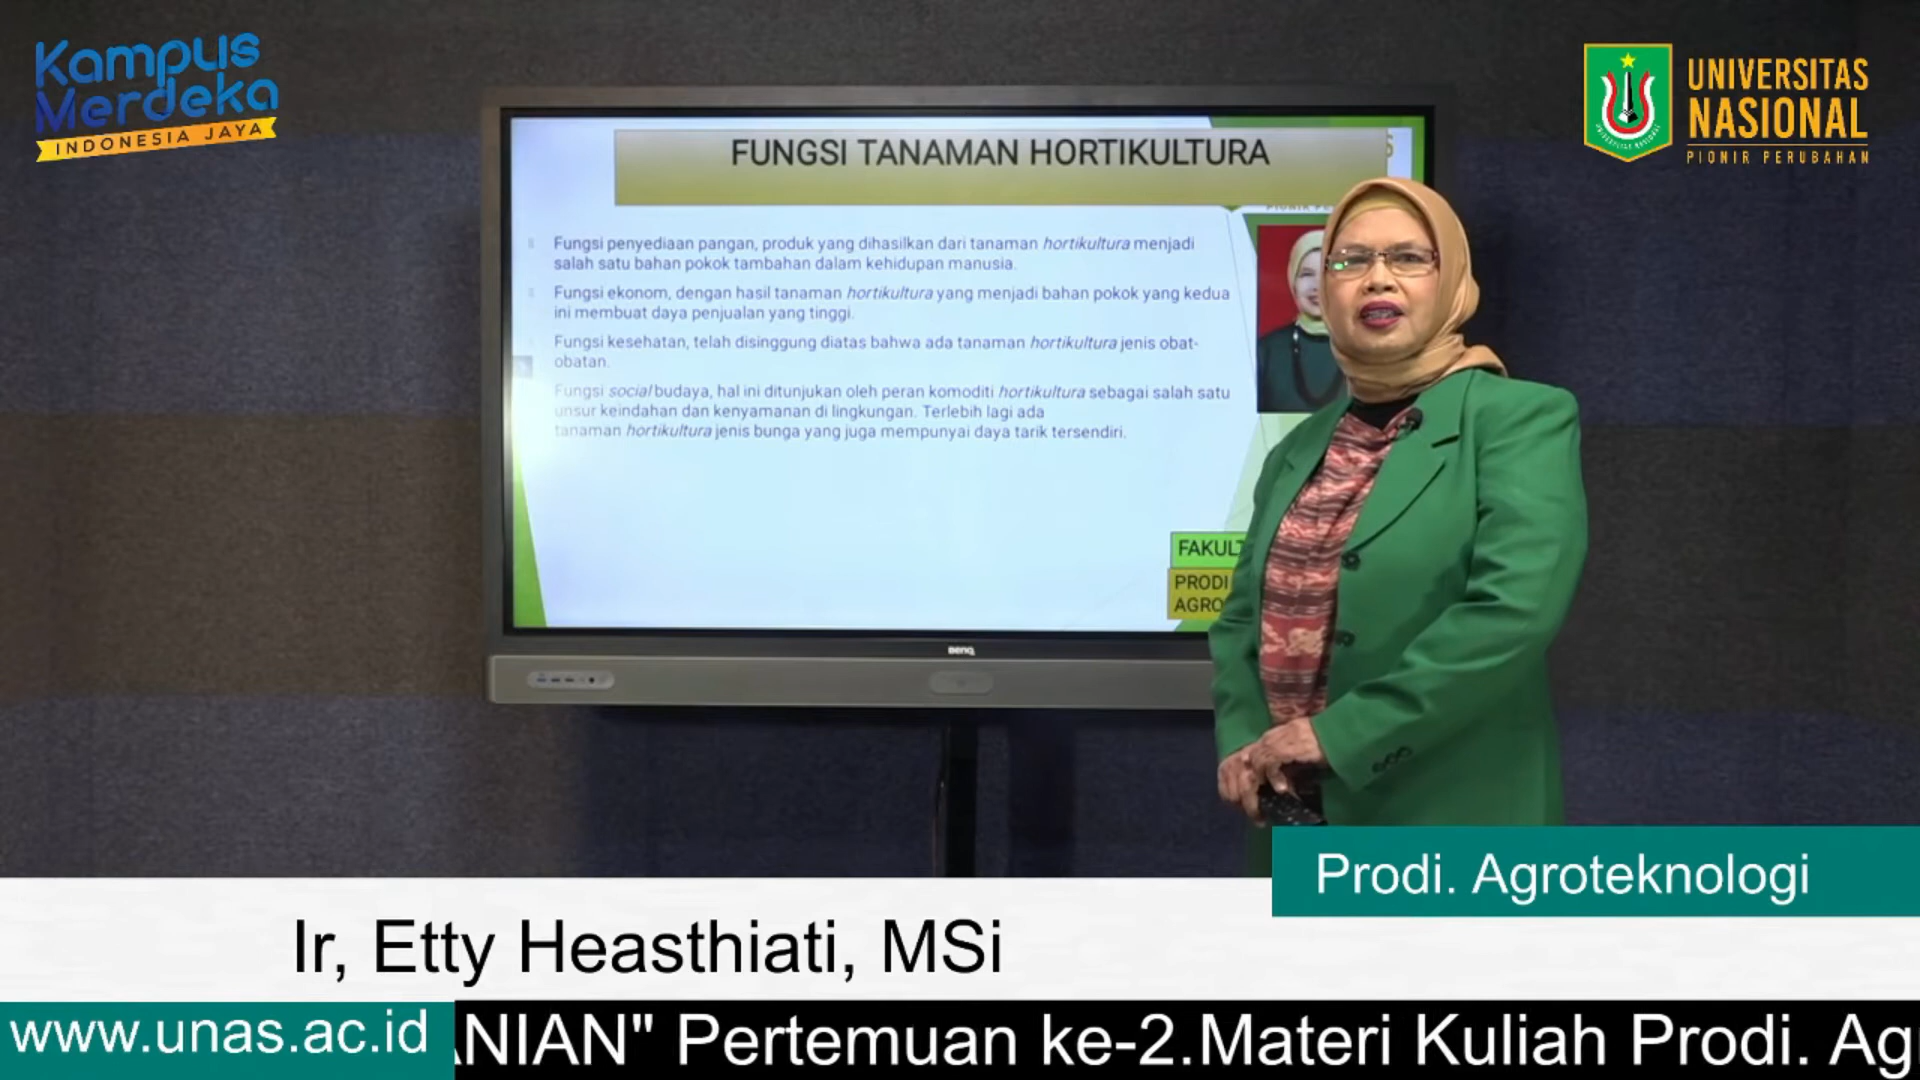 Kampus
Merdeka
INDONESIA JAYA
UNIVERSITAS
NASIONAL
PIONIR PERUBAHAN
FUNGSI TANAMAN HORTIKULTURA
Fungsi penyediaan pangan, produk yang dihasilkan dari tanaman hortikultura menjadi
salah satu bahan pokok tambahan dalam kehidupan manusia.
Fungsi ekonom, dengan hasil tanaman hortikultura yang menjadi bahan pokok yang kedua
ini membuat daya penjualan yang tinggi.
Fungsi kesehatan, telah disinggung diatas bahwa ada tanaman hortikultura jenis obat-
obatan.
Fungsi social budaya, hal ini ditunjukan oleh peran komoditi hortikultura sebagai salah satu
unsur keindahan dan kenyamanan di lingkungan. Terlebih lagi ada
tanaman hortikultura jenis bunga yang juga mempunyai daya tarik tersendiri.
FAKULT
PRODI
AGRO
BenQ
Prodi. Agroteknologi
Ir, Etty Heasthiati, MSi
www.unas.ac.id
ANIAN" Pertemuan ke-2.Materi Kuliah Prodi. Ag